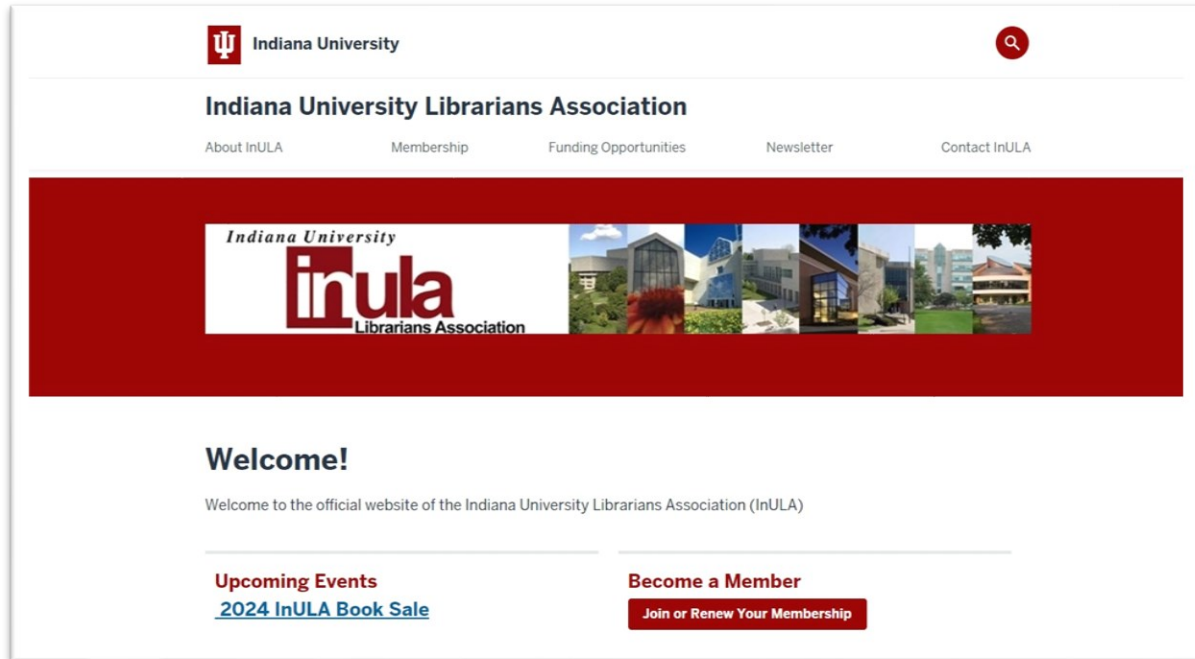 Indiana University
Indiana University Librarians Association
About InULA Membership Funding Opportunities Newsletter Contact InULA
Indiana University
inula
Librarians Association
Welcome!
Welcome to the official website of the Indiana University Librarians Association (InULA)
Upcoming Events
2024 InULA Book Sale
Become a Member
Join or Renew Your Membership